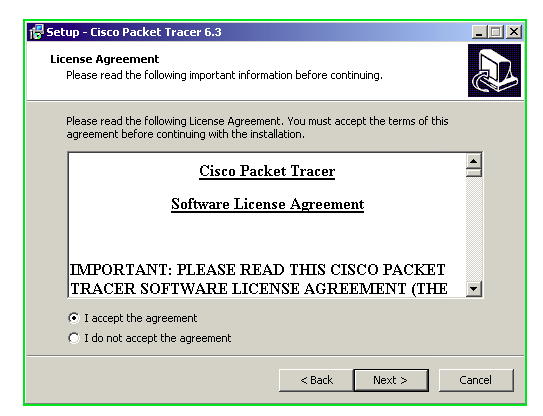 Setup - Cisco Packet Tracer 6.3
License Agreement
Please read the following important information before continuing.
Please read the following License Agreement. You must accept the terms of this
agreement before continuing with the installation.
Cisco Packet Tracer
Software License Agreement
IMPORTANT: PLEASE READ THIS CISCO PACKET
TRACER SOFTWARE LICENSE AGREEMENT (THE
I accept the agreement
I do not accept the agreement
< Back Next > Cancel